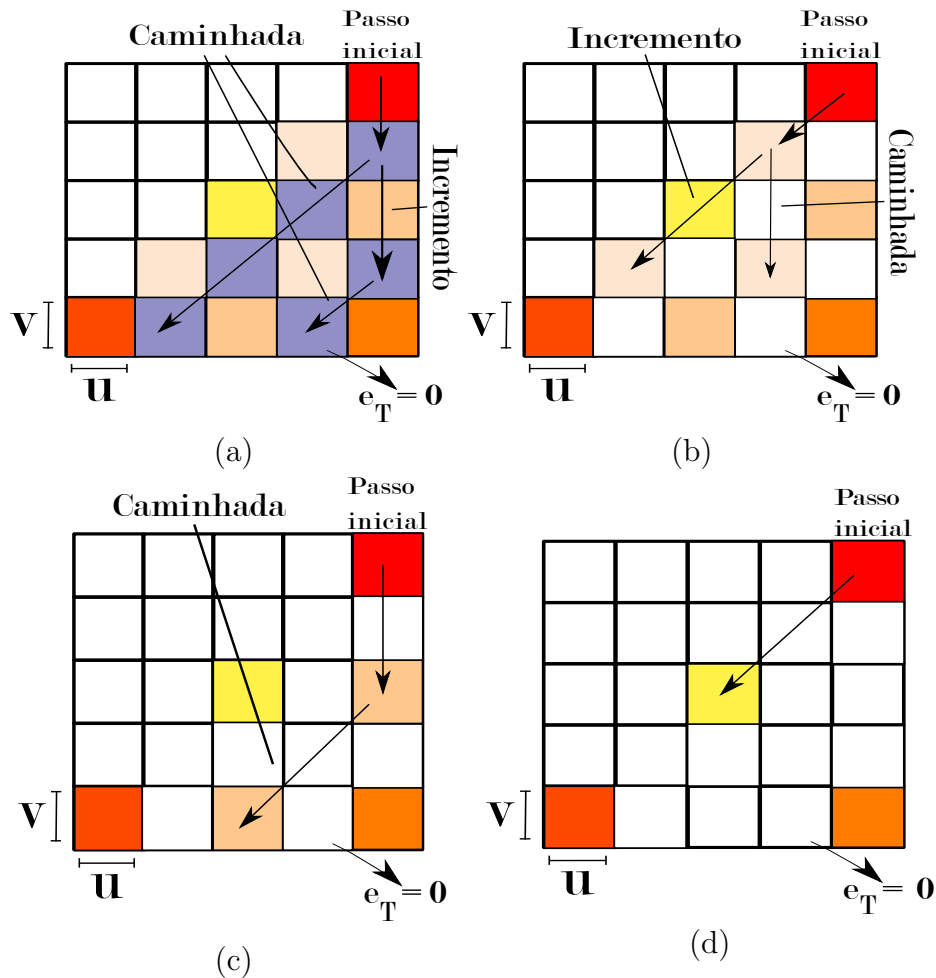 Caminhada
Passo
inicial
Incremento
v
u
e_T = 0
(a)
Incremento
Passo
inicial
Caminhada
v
u
e_T = 0
(b)
Caminhada
Passo
inicial
v
u
e_T = 0
(c)
Passo
inicial
v
u
e_T = 0
(d)